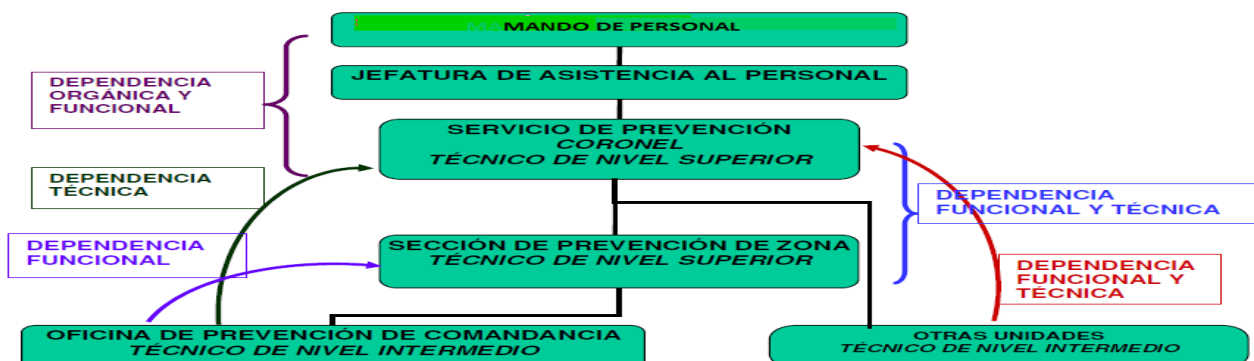 MANDO DE PERSONAL
JEFATURA DE ASISTENCIA AL PERSONAL
DEPENDENCIA
ORGÁNICA Y
FUNCIONAL
SERVICIO DE PREVENCIÓN
CORONEL
TÉCNICO DE NIVEL SUPERIOR
DEPENDENCIA
TÉCNICA
DEPENDENCIA
FUNCIONAL Y TÉCNICA
DEPENDENCIA
FUNCIONAL
SECCIÓN DE PREVENCIÓN DE ZONA
TÉCNICO DE NIVEL SUPERIOR
DEPENDENCIA
FUNCIONAL Y
TÉCNICA
OFICINA DE PREVENCIÓN DE COMANDANCIA
TÉCNICO DE NIVEL INTERMEDIO
OTRAS UNIDADES
TÉCNICO DE NIVEL INTERMEDIO